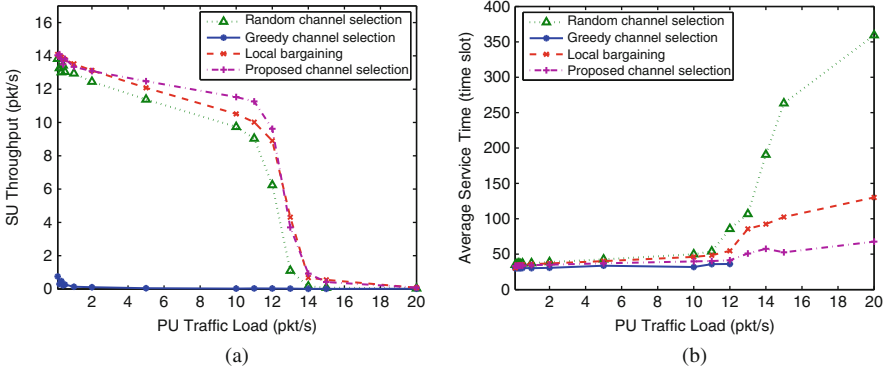 SU Throughput (pkt/s)
16
14
12
10
8
6
4
2
0
Random channel selection
Greedy channel selection
Local bargaining
Proposed channel selection
2
4
6
8
10
12
14
16
18
20
PU Traffic Load (pkt/s)
(a)
Average Service Time (time slot)
400
350
300
250
200
150
100
50
0
Random channel selection
Greedy channel selection
Local bargaining
Proposed channel selection
2
4
6
8
10
12
14
16
18
20
PU Traffic Load (pkt/s)
(b)